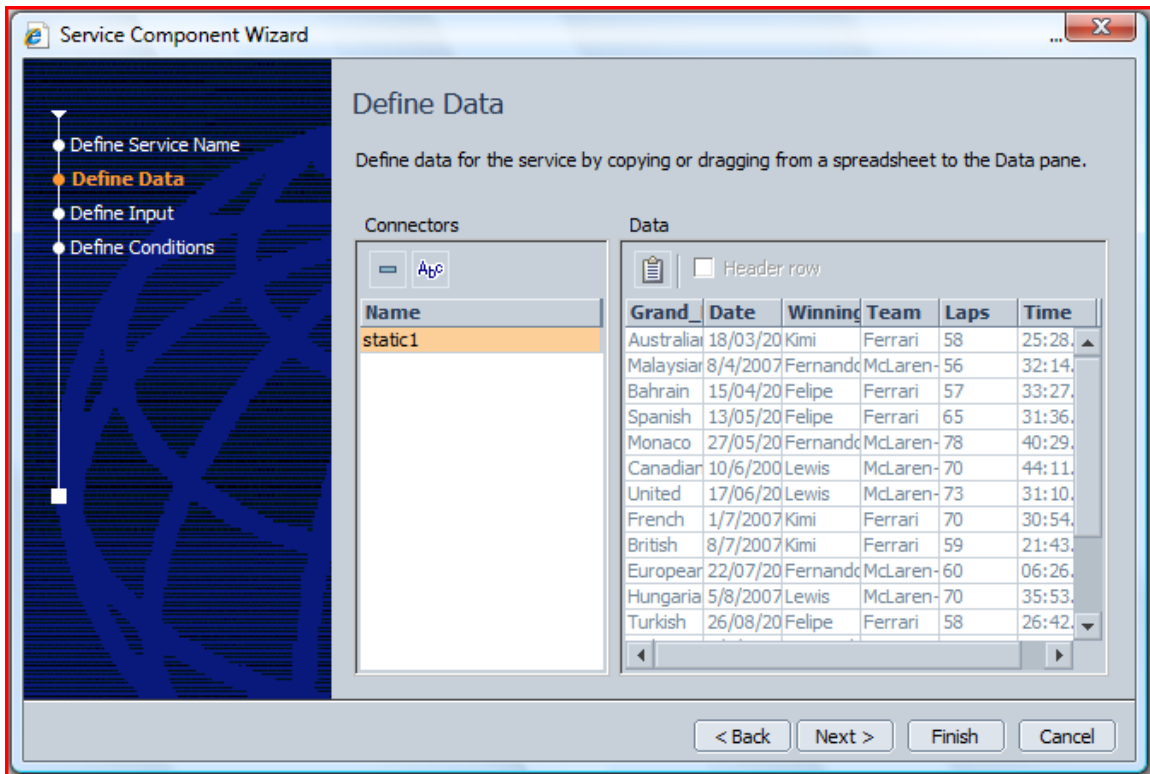 Service Component Wizard
...
X
Define Service Name
Define Data
Define Input
Define Conditions
Define Data
Define data for the service by copying or dragging from a spreadsheet to the Data pane.
Connectors
Abc
Name
static1
Data
Header row
Grand_ Date Winning Team Laps Time
Australia 18/03/20 Kimi Ferrari 58 25:28.
Malaysiar 8/4/2007 Fernando McLaren- 56 32:14.
Bahrain 15/04/20 Felipe Ferrari 57 33:27.
Spanish 13/05/20 Felipe Ferrari 65 31:36.
Monaco 27/05/20 Fernando McLaren- 78 40:29.
Canadiar 10/6/200 Lewis McLaren- 70 44:11.
United 17/06/20 Lewis McLaren- 73 31:10.
French 1/7/2007 Kimi Ferrari 70 30:54.
British 8/7/2007 Kimi Ferrari 59 21:43.
Europear 22/07/20 Fernando McLaren- 60 06:26.
Hungaria 5/8/2007 Lewis McLaren- 70 35:53.
Turkish 26/08/20 Felipe Ferrari 58 26:42.
< Back Next > Finish Cancel